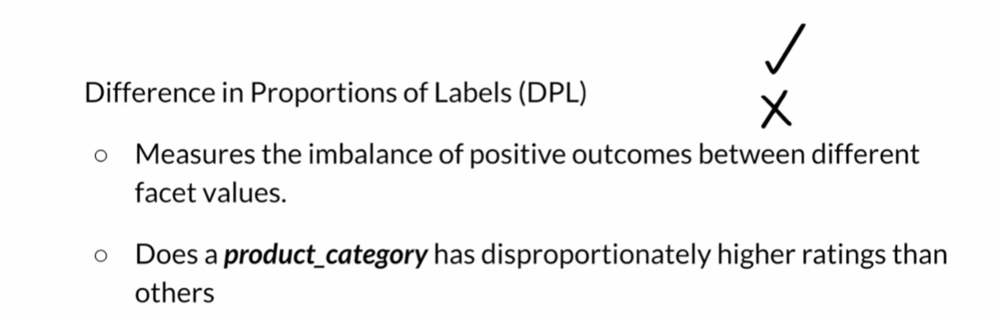 Difference in Proportions of Labels (DPL)
○ Measures the imbalance of positive outcomes between different
facet values.
○ Does a product_category has disproportionately higher ratings than
others